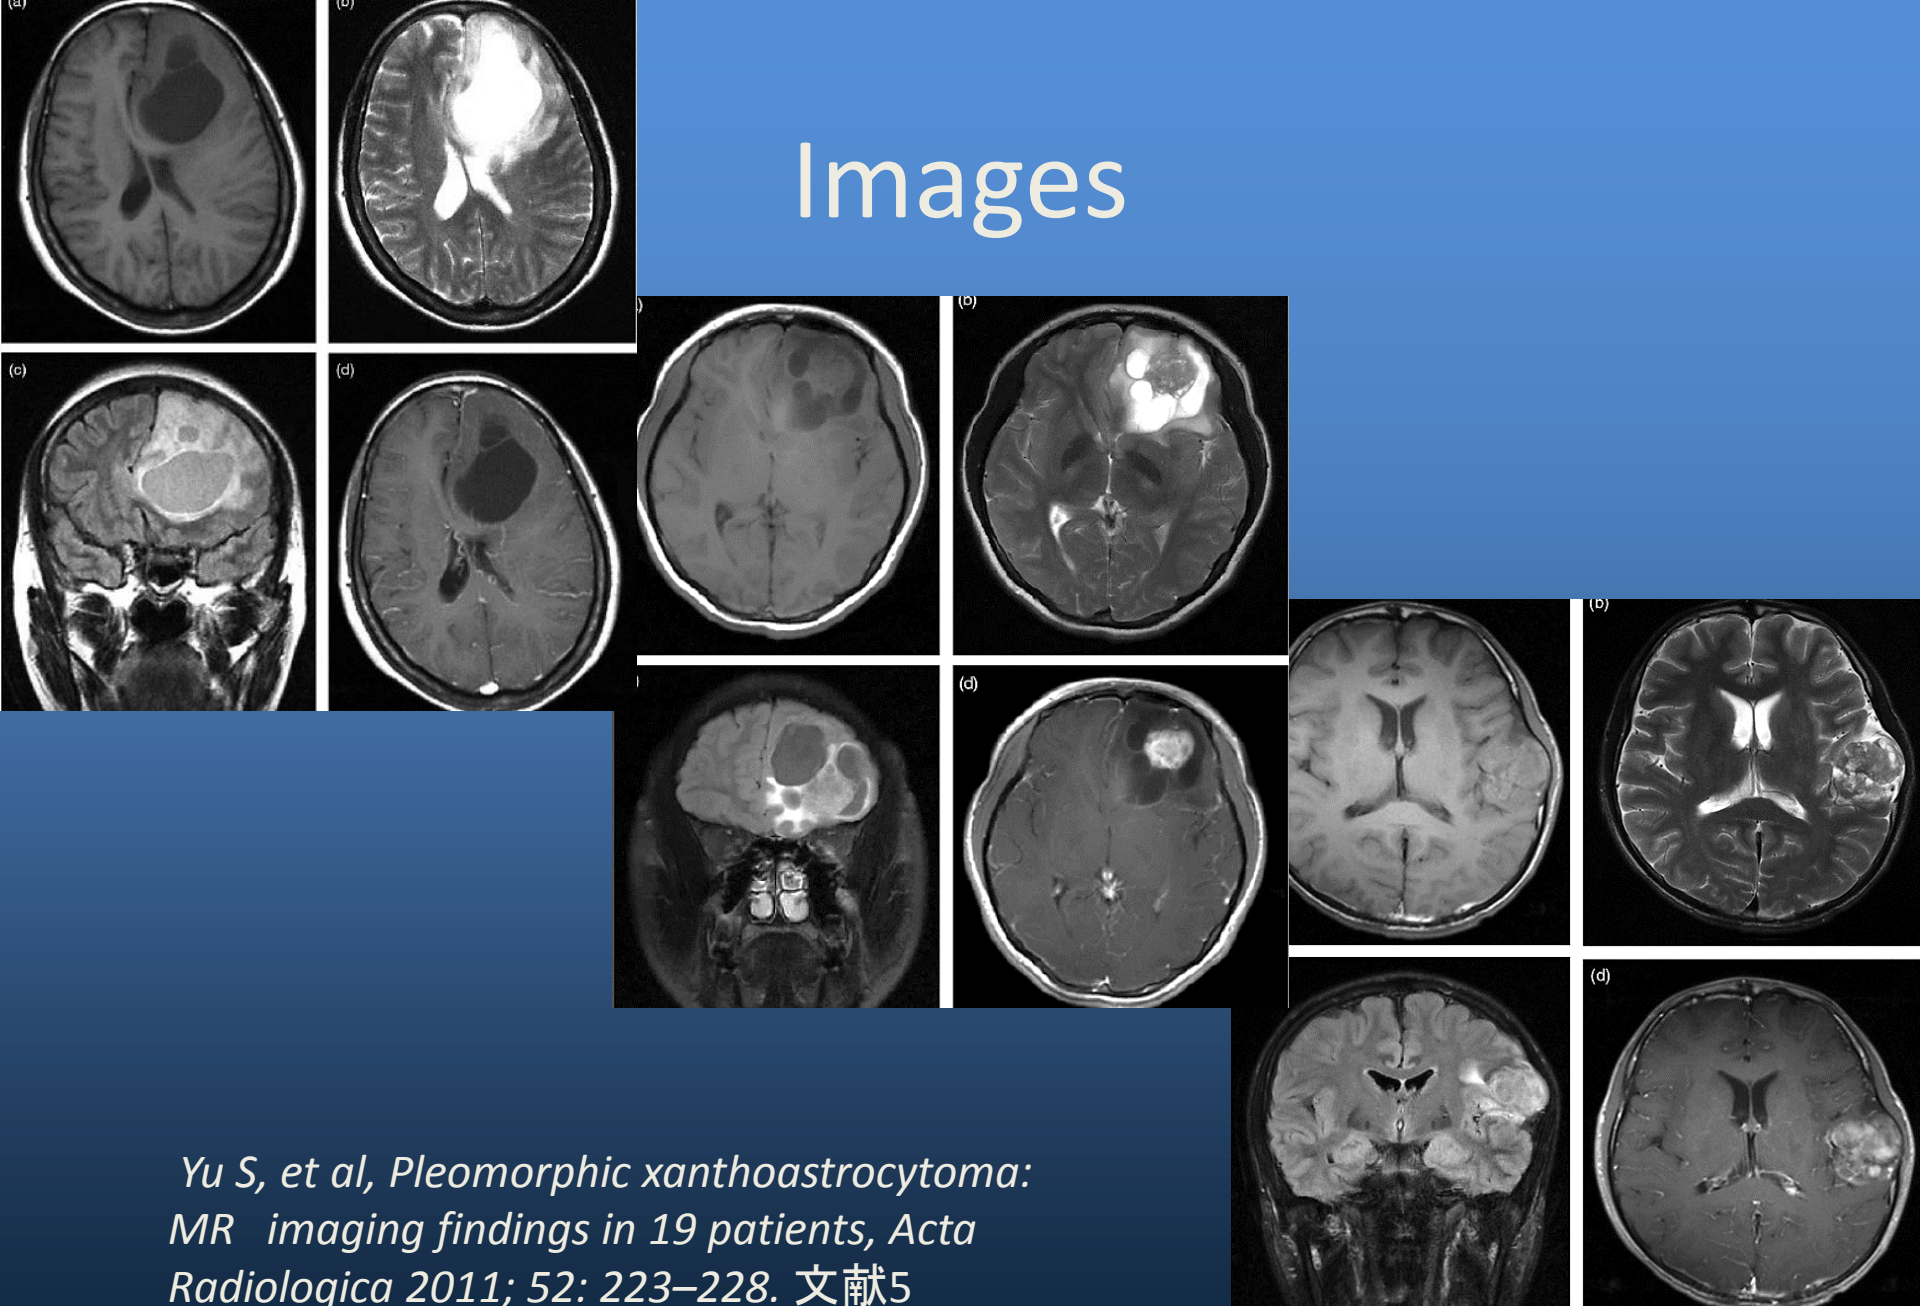 (a)
(b)
Images
(c)
(d)
(b)
(d)
(b)
(d)
Yu S, et al, Pleomorphic xanthoastrocytoma:
MR imaging findings in 19 patients, Acta
Radiologica 2011; 52: 223–228. 文献5